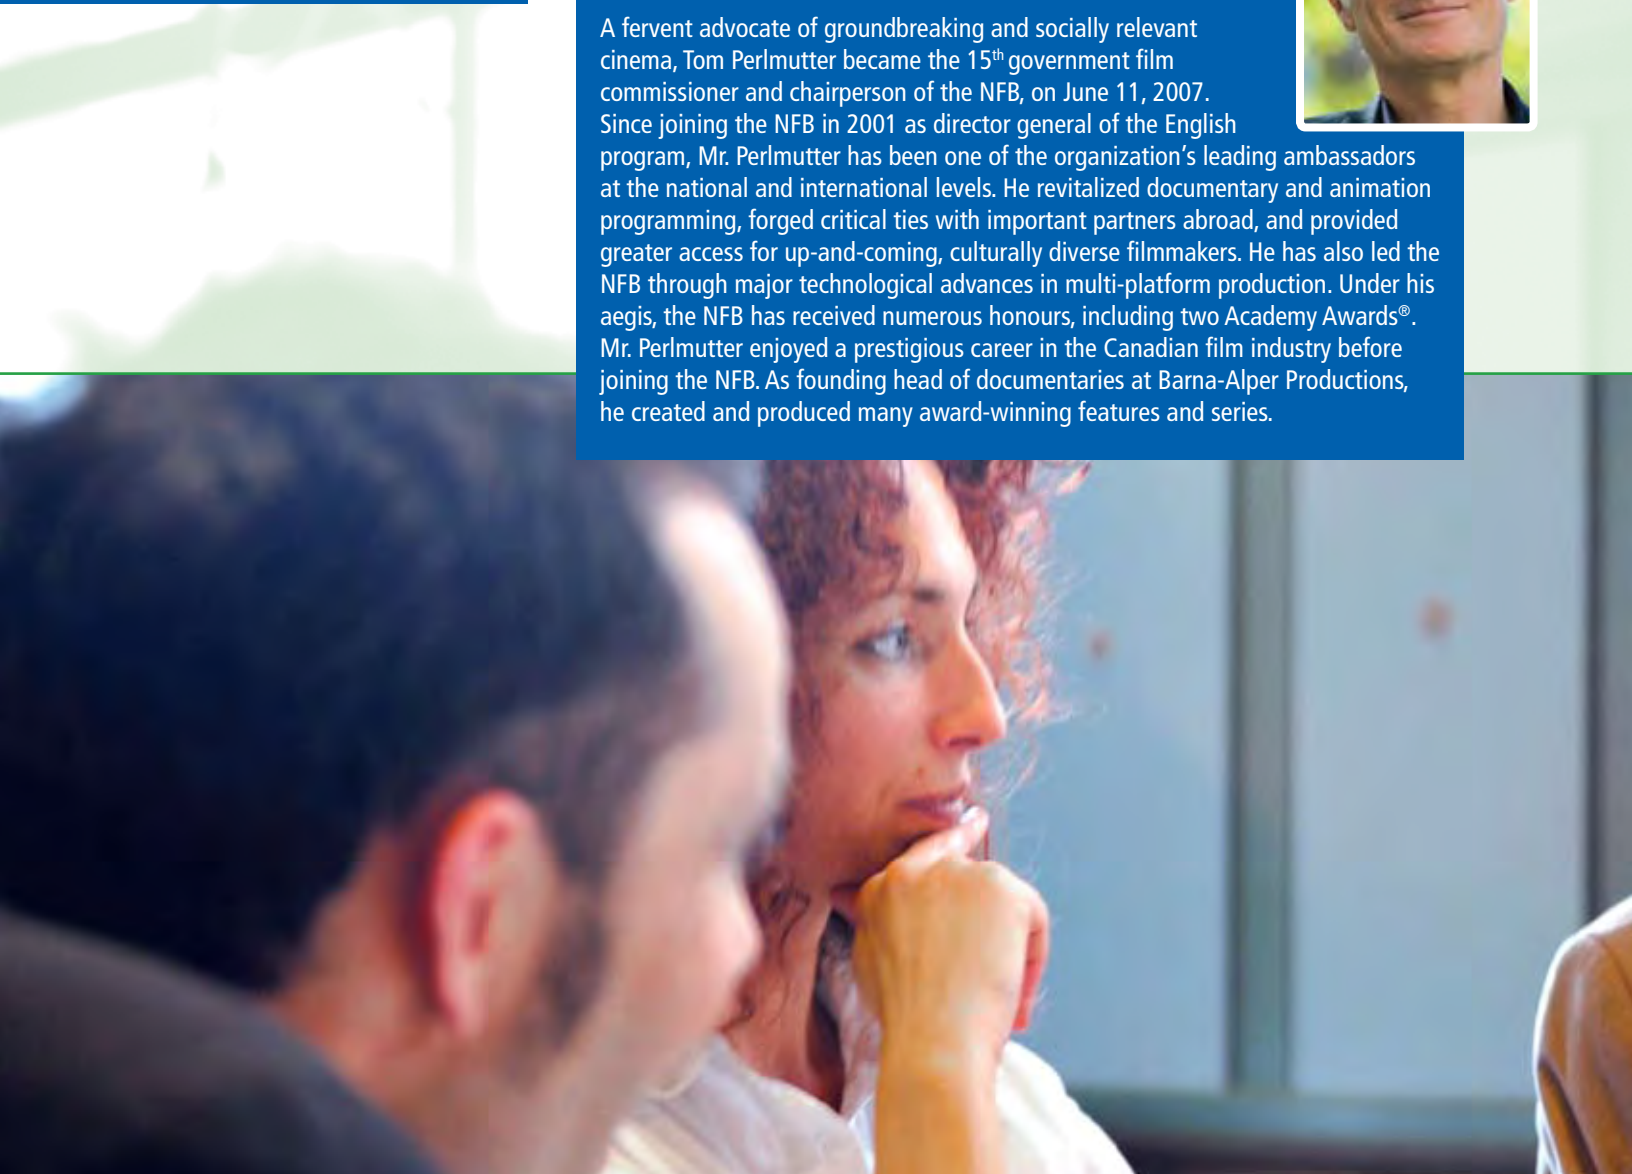 A fervent advocate of groundbreaking and socially relevant
cinema, Tom Perlmutter became the 15th government film
commissioner and chairperson of the NFB, on June 11, 2007.
Since joining the NFB in 2001 as director general of the English
program, Mr. Perlmutter has been one of the organization’s leading ambassadors
at the national and international levels. He revitalized documentary and animation
programming, forged critical ties with important partners abroad, and provided
greater access for up-and-coming, culturally diverse filmmakers. He has also led the
NFB through major technological advances in multi-platform production. Under his
aegis, the NFB has received numerous honours, including two Academy Awards®.
Mr. Perlmutter enjoyed a prestigious career in the Canadian film industry before
joining the NFB. As founding head of documentaries at Barna-Alper Productions,
he created and produced many award-winning features and series.